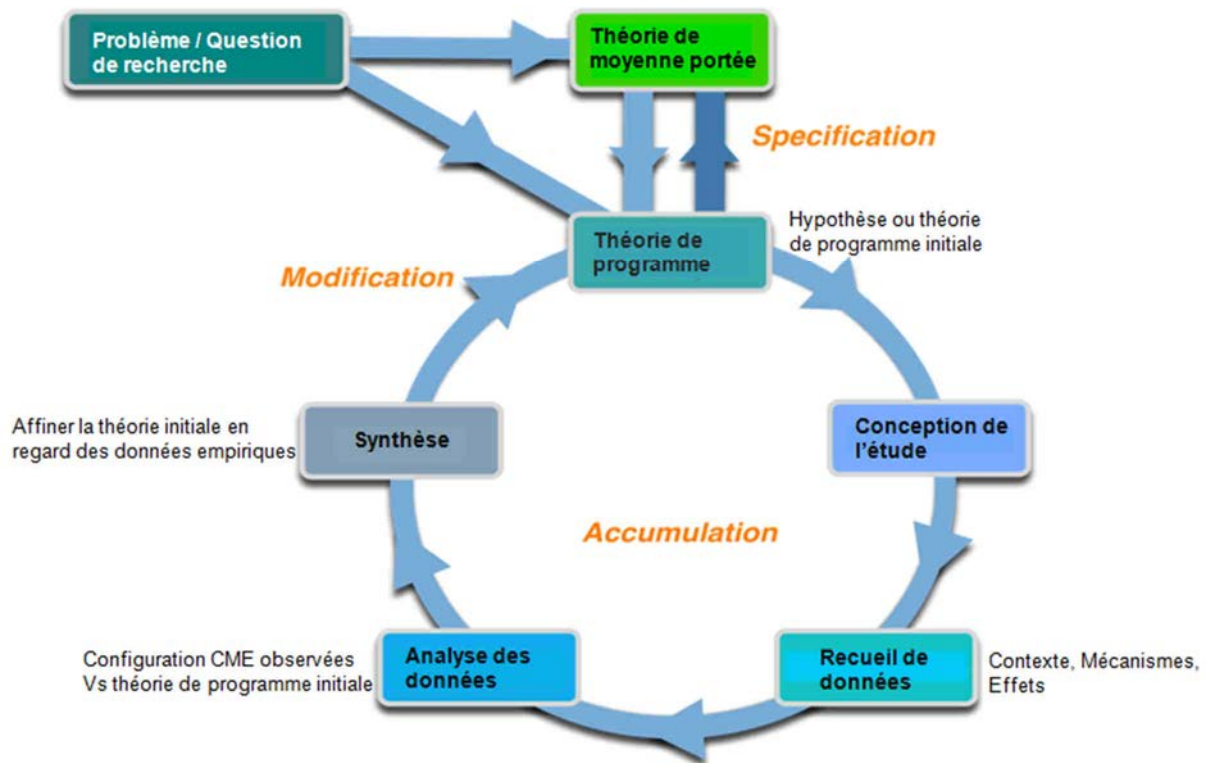 Problème / Question
de recherche
Théorie de
moyenne portée
Specification
Hypothèse ou théorie
de programme initiale
Théorie de
programme
Modification
Affiner la théorie initiale en
regard des données empiriques
Synthèse
Conception de
l'étude
Accumulation
Configuration CME observées
Vs théorie de programme initiale
Analyse des
données
Recueil de
données
Contexte, Mécanismes,
Effets